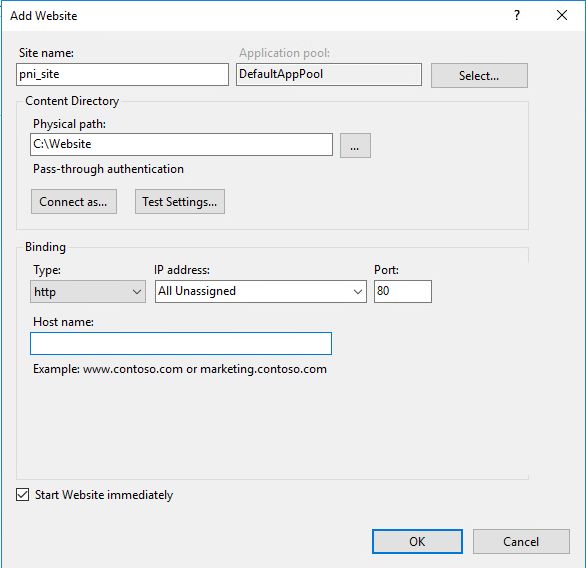 Add Website
?
Site name: Application pool:
pni_site DefaultAppPool Select...
Content Directory
Physical path:
C:\Website ...
Pass-through authentication
Connect as... Test Settings...
Binding
Type: IP address: Port:
http All Unassigned 80
Host name:
Example: www.contoso.com or marketing.contoso.com
Start Website immediately
OK Cancel